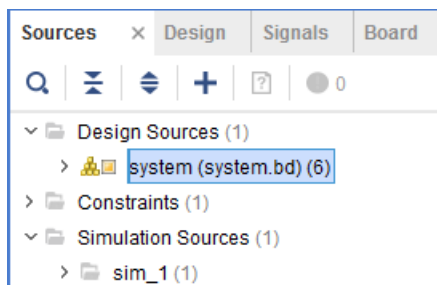 Sources Design Signals Board
0
Design Sources (1)
system (system.bd) (6)
Constraints (1)
Simulation Sources (1)
sim_1 (1)